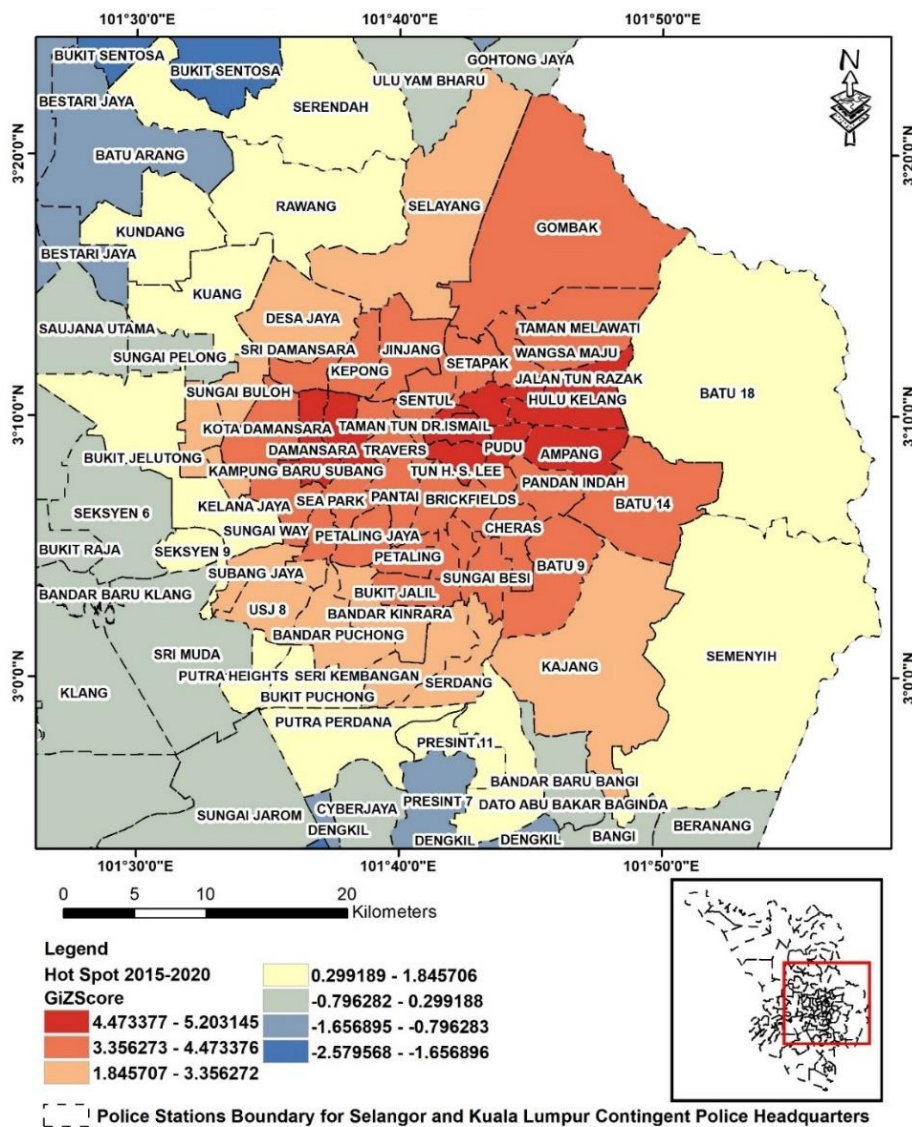 101°30'0"E 101°40'0"E 101°50'0"E
BUKIT SENTOSA
GOHTONG JAYA
BUKIT SENTOSA
ULU YAM BHARU
N
BESTARI JAYA
SERENDAH
3°20'0"N
BATU ARANG
3°20'0"N
SELAYANG
RAWANG
GOMBAK
KUNDANG
BESTARI JAYA
KUANG
DESA JAYA
SAUJANA UTAMA
TAMAN MELAWATI
SRI DAMANSARA
JINJANG
WANGSA MAJU
SUNGAI PELONG
SETAPAK
KEPONG
JALAN TUN RAZAK
SUNGAI BULOH
SENTUL
HULU KELANG
BATU 18
3°10'0"N
3°10'0"N
KOTA DAMANSARA
TAMAN TUN DR.ISMAIL
DAMANSARA
TRAVERS
PUDU
AMPANG
BUKIT JELUTONG
KAMPUNG BARU SUBANG
TUN H. S. LEE
PANDAN INDAH
SEA PARK
PANTAI
BRICKFIELDS
BATU 14
KELANA JAYA
SEKSYEN 6
SUNGAI WAY
CHERAS
PETALING JAYA
BUKIT RAJA
SEKSYEN 9
PETALING
BATU 9
SUBANG JAYA
SUNGAI BESI
BANDAR BARU KLANG
BUKIT JALIL
USJ 8
BANDAR KINRARA
BANDAR PUCHONG
SRI MUDA
KAJANG
SEMENYIH
KLANG
PUTRA HEIGHTS
SERI KEMBANGAN
SERDANG
3°0'0"N
3°0'0"N
BUKIT PUCHONG
PUTRA PERDANA
PRESINT 11
BANDAR BARU BANGI
CYBERJAYA
PRESINT 7
DATO ABU BAKAR BAGINDA
SUNGAI JAROM
DENGKIL
DENGKIL
DENGKIL
BANGI
BERANANG
101°30'0"E 101°40'0"E 101°50'0"E
0 5 10 20
Kilometers
Legend
Hot Spot 2015-2020
GiZScore
4.473377 - 5.203145
3.356273 - 4.473376
1.845707 - 3.356272
0.299189 - 1.845706
-0.796282 - 0.299188
-1.656895 - -0.796283
-2.579568 - -1.656896
Police Stations Boundary for Selangor and Kuala Lumpur Contingent Police Headquarters